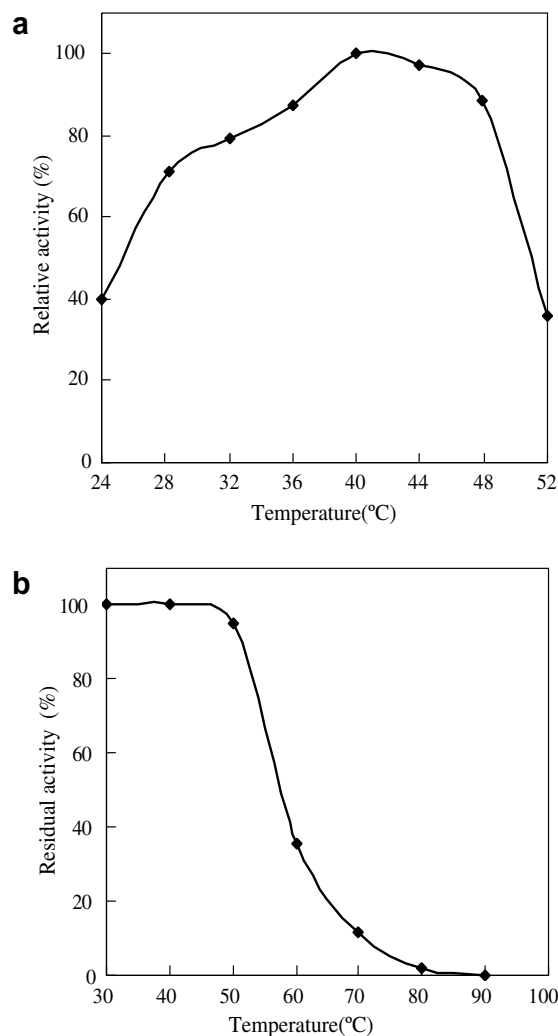 a
100
80
60
40
20
0
Relative activity (%)
24 28 32 36 40 44 48 52
Temperature(ºC)
b
100
80
60
40
20
0
Residual activity (%)
30 40 50 60 70 80 90 100
Temperature(ºC)